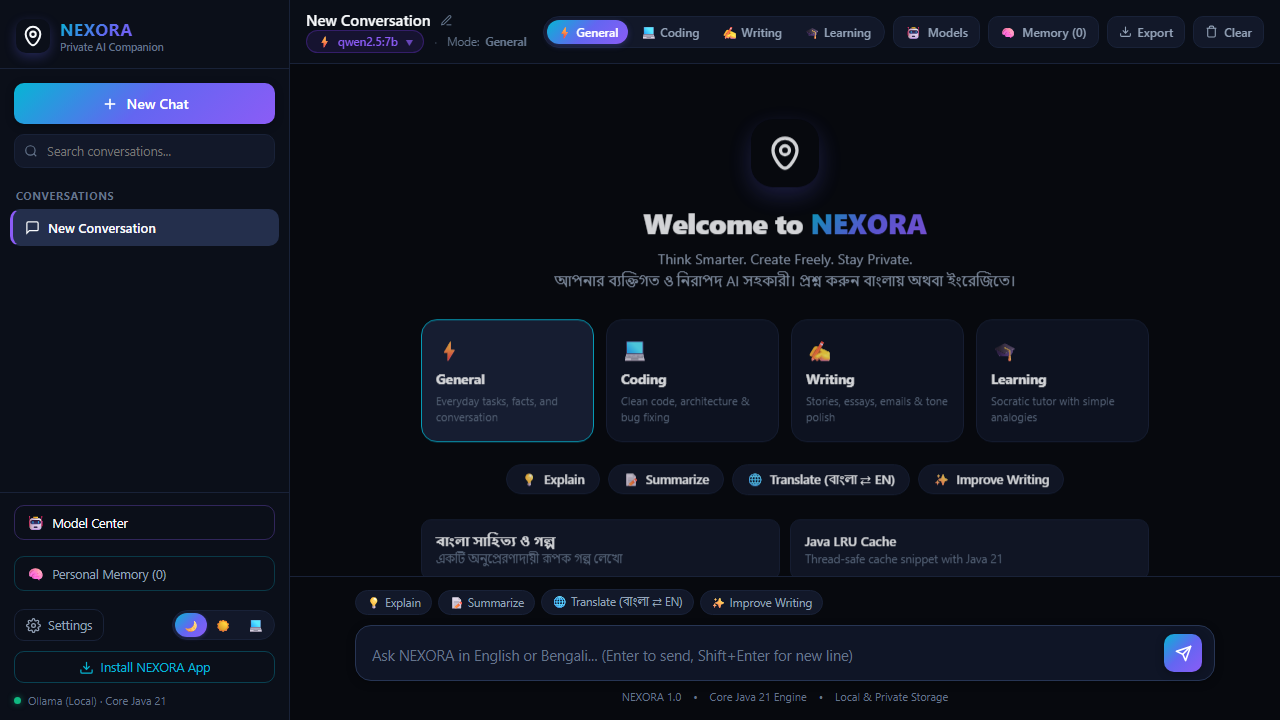 NEXORA
Private AI Companion
New Chat
Search conversations...
CONVERSATIONS
New Conversation
Model Center
Personal Memory (0)
Settings
Install NEXORA App
Ollama (Local) · Core Java 21
New Conversation
qwen2.5:7b ▼ · Mode: General
General Coding Writing Learning Models Memory (0) Export Clear
Welcome to NEXORA
Think Smarter. Create Freely. Stay Private.
আপনার ব্যক্তিগত ও নিরাপদ AI সহকারী। প্রশ্ন করুন বাংলায় অথবা ইংরেজিতে।
General
Everyday tasks, facts, and
conversation
Coding
Clean code, architecture &
bug fixing
Writing
Stories, essays, emails & tone
polish
Learning
Socratic tutor with simple
analogies
Explain Summarize Translate (বাংলা ⇄ EN) Improve Writing
বাংলা সাহিত্য ও গল্প
একটি অনুপ্রেরণাদায়ী রূপক গল্প লেখো
Java LRU Cache
Thread-safe cache snippet with Java 21
Explain Summarize Translate (বাংলা ⇄ EN) Improve Writing
Ask NEXORA in English or Bengali... (Enter to send, Shift+Enter for new line)
NEXORA 1.0 • Core Java 21 Engine • Local & Private Storage